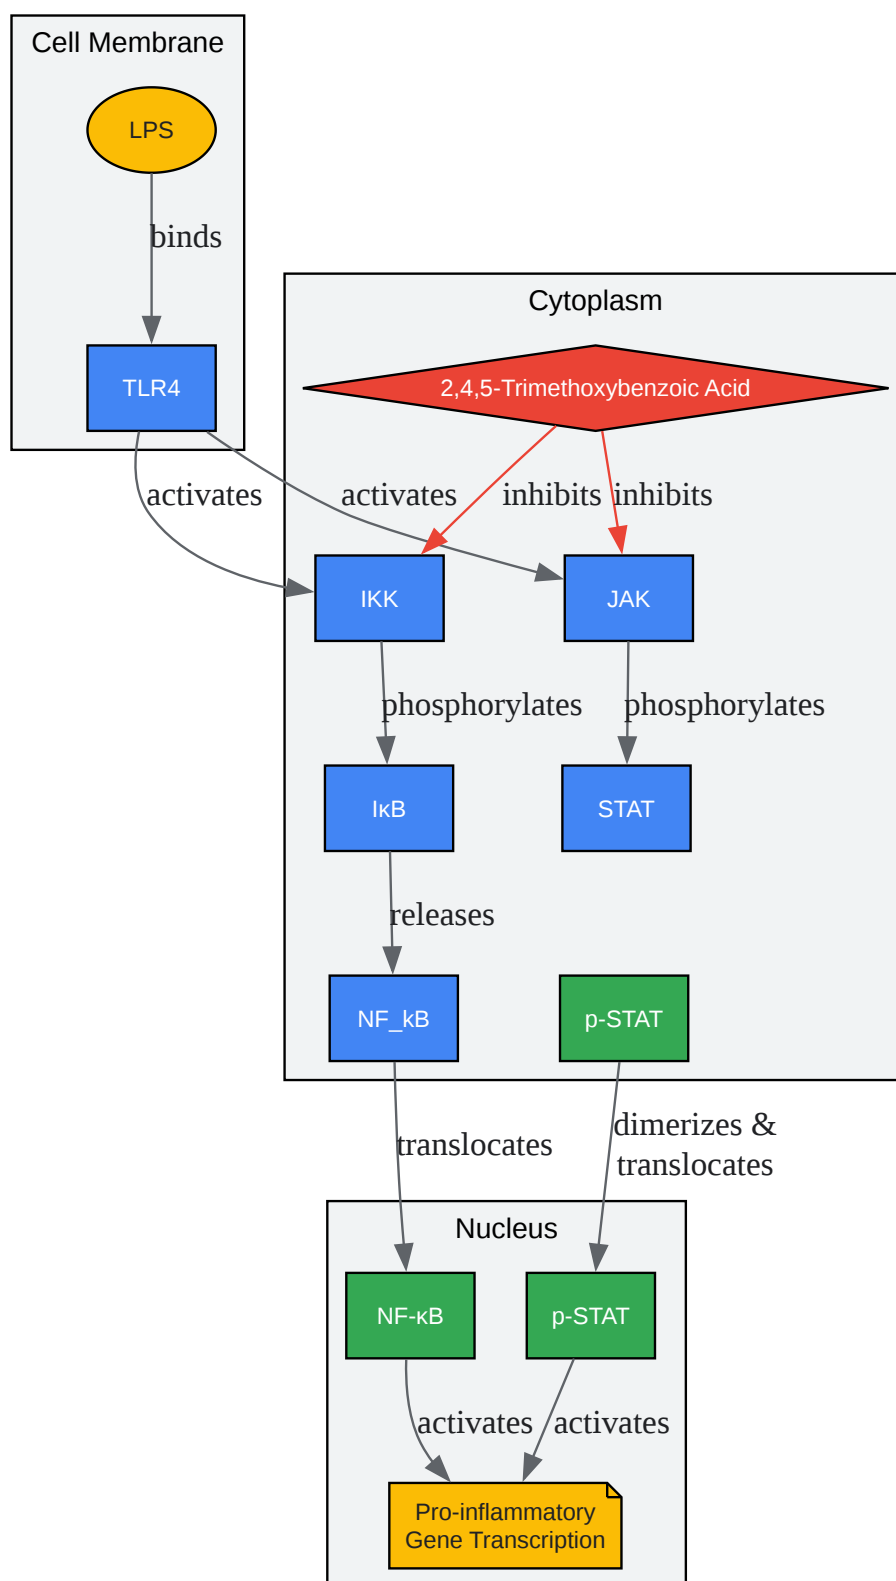 Cell Membrane
LPS
binds
Cytoplasm
TLR4
2,4,5-Trimethoxybenzoic Acid
activates
activates
inhibits
inhibits
IKK
JAK
phosphorylates
phosphorylates
IκB
STAT
releases
NF_kB
p-STAT
translocates
dimerizes &
translocates
Nucleus
NF-κB
p-STAT
activates
activates
Pro-inflammatory
Gene Transcription